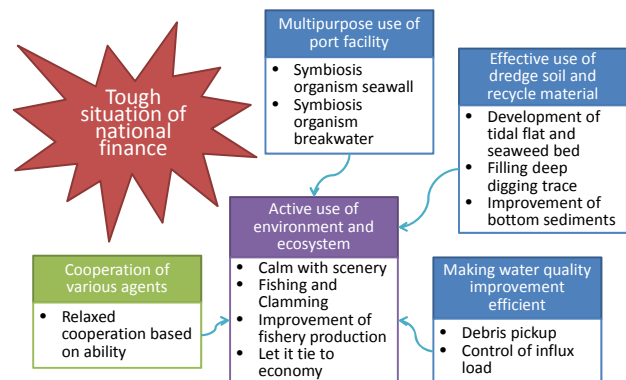 Tough
situation of
national
finance
Multipurpose use of
port facility
• Symbiosis
organism seawall
• Symbiosis
organism
breakwater
Effective use of
dredge soil and
recycle material
• Development of
tidal flat and
seaweed bed
• Filling deep
digging trace
• Improvement of
bottom sediments
Active use of
environment and
ecosystem
• Calm with scenery
• Fishing and
Clamming
• Improvement of
fishery production
• Let it tie to
economy
Cooperation of
various agents
• Relaxed
cooperation based
on ability
Making water quality
improvement
efficient
• Debris pickup
• Control of influx
load